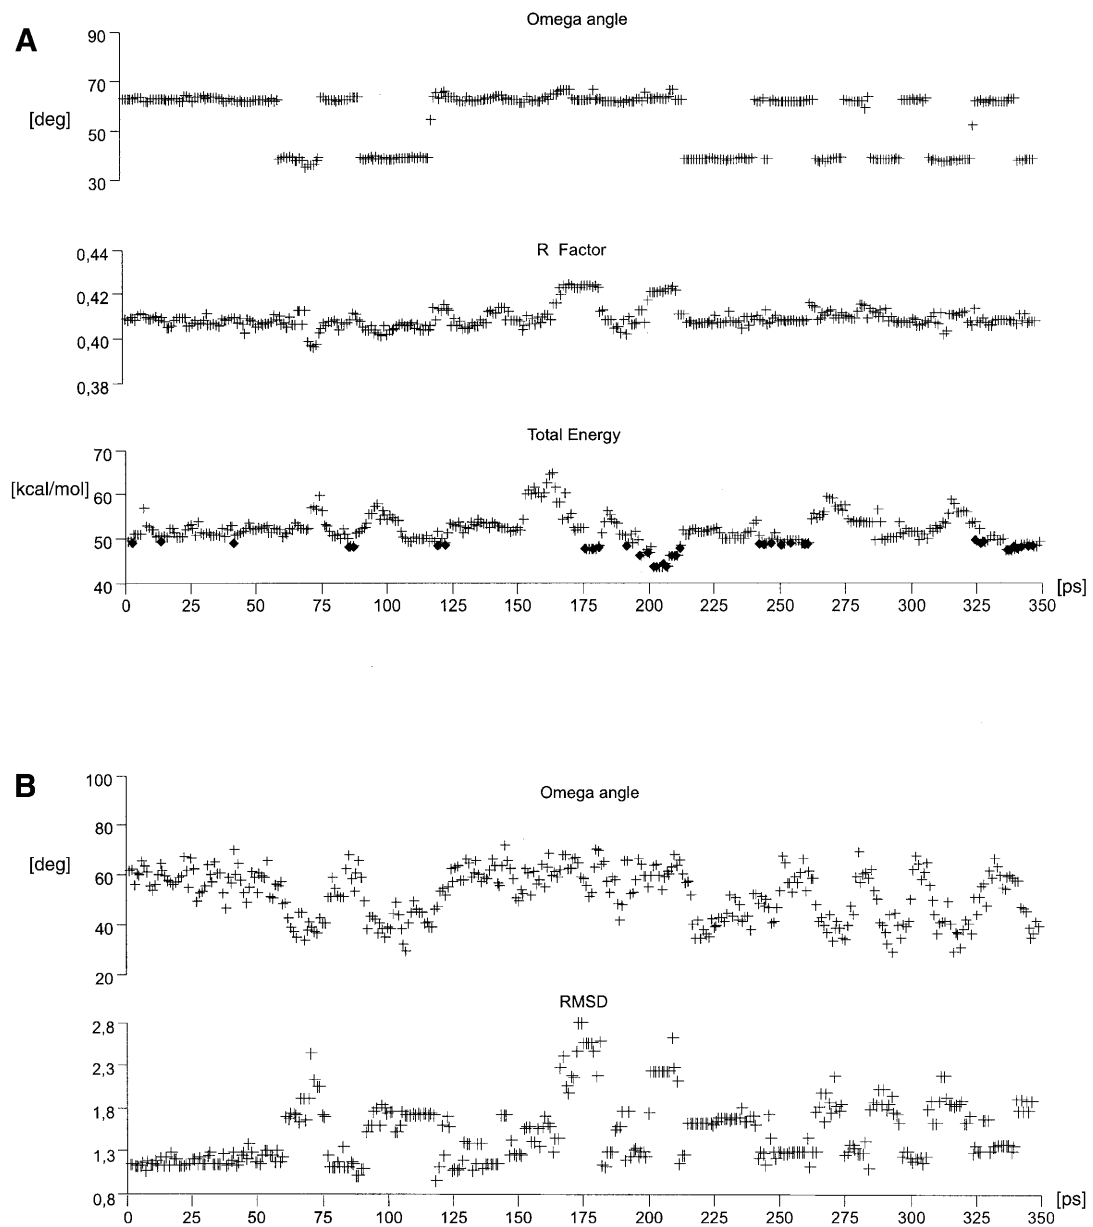 A
Omega angle
90
70
[deg]
50
30
R Factor
0,44
0,42
0,40
0,38
Total Energy
70
[kcal/mol] 60
50
40
0 25 50 75 100 125 150 175 200 225 250 275 300 325 350 [ps]
B
Omega angle
100
80
[deg]
60
40
20
RMSD
2,8
2,3
1,8
1,3
0,8
0 25 50 75 100 125 150 175 200 225 250 275 300 325 350 [ps]